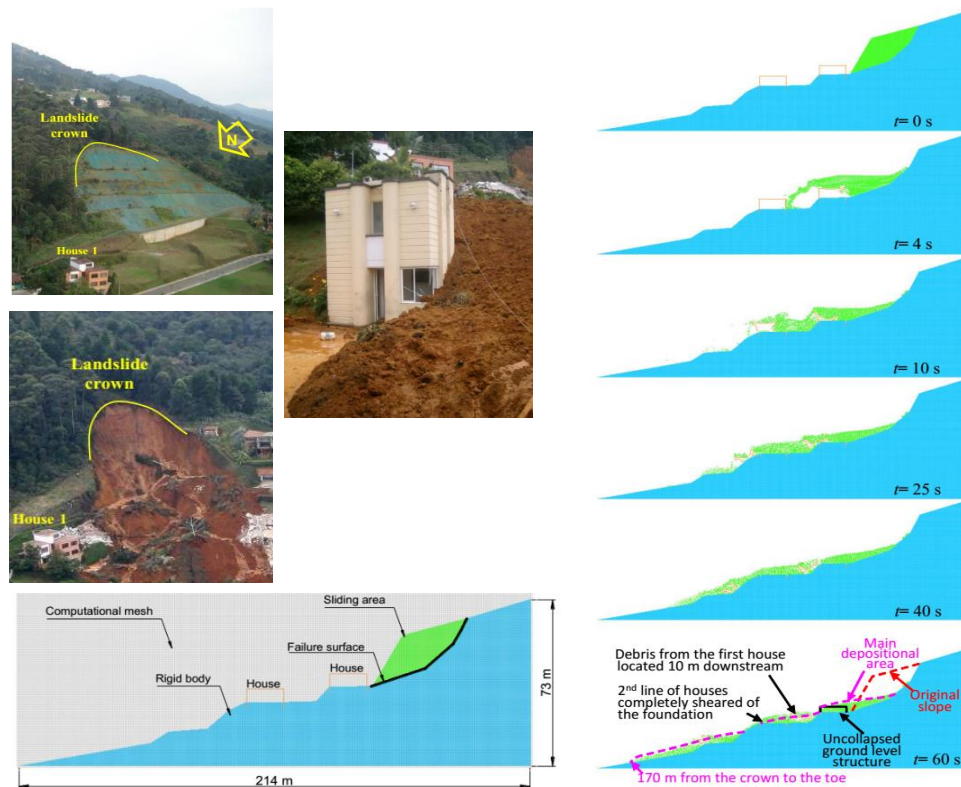 Landslide
crown
N
House 1
Landslide
crown
House 1
Computational mesh
Sliding area
Failure surface
House
House
Rigid body
73 m
214 m
t= 0 s
t= 4 s
t= 10 s
t= 25 s
t= 40 s
Debris from the first house
located 10 m downstream
Main
depositional
area
2nd line of houses
completely sheared of
the foundation
Original
slope
Uncollapsed
ground level
structure
t= 60 s
170 m from the crown to the toe